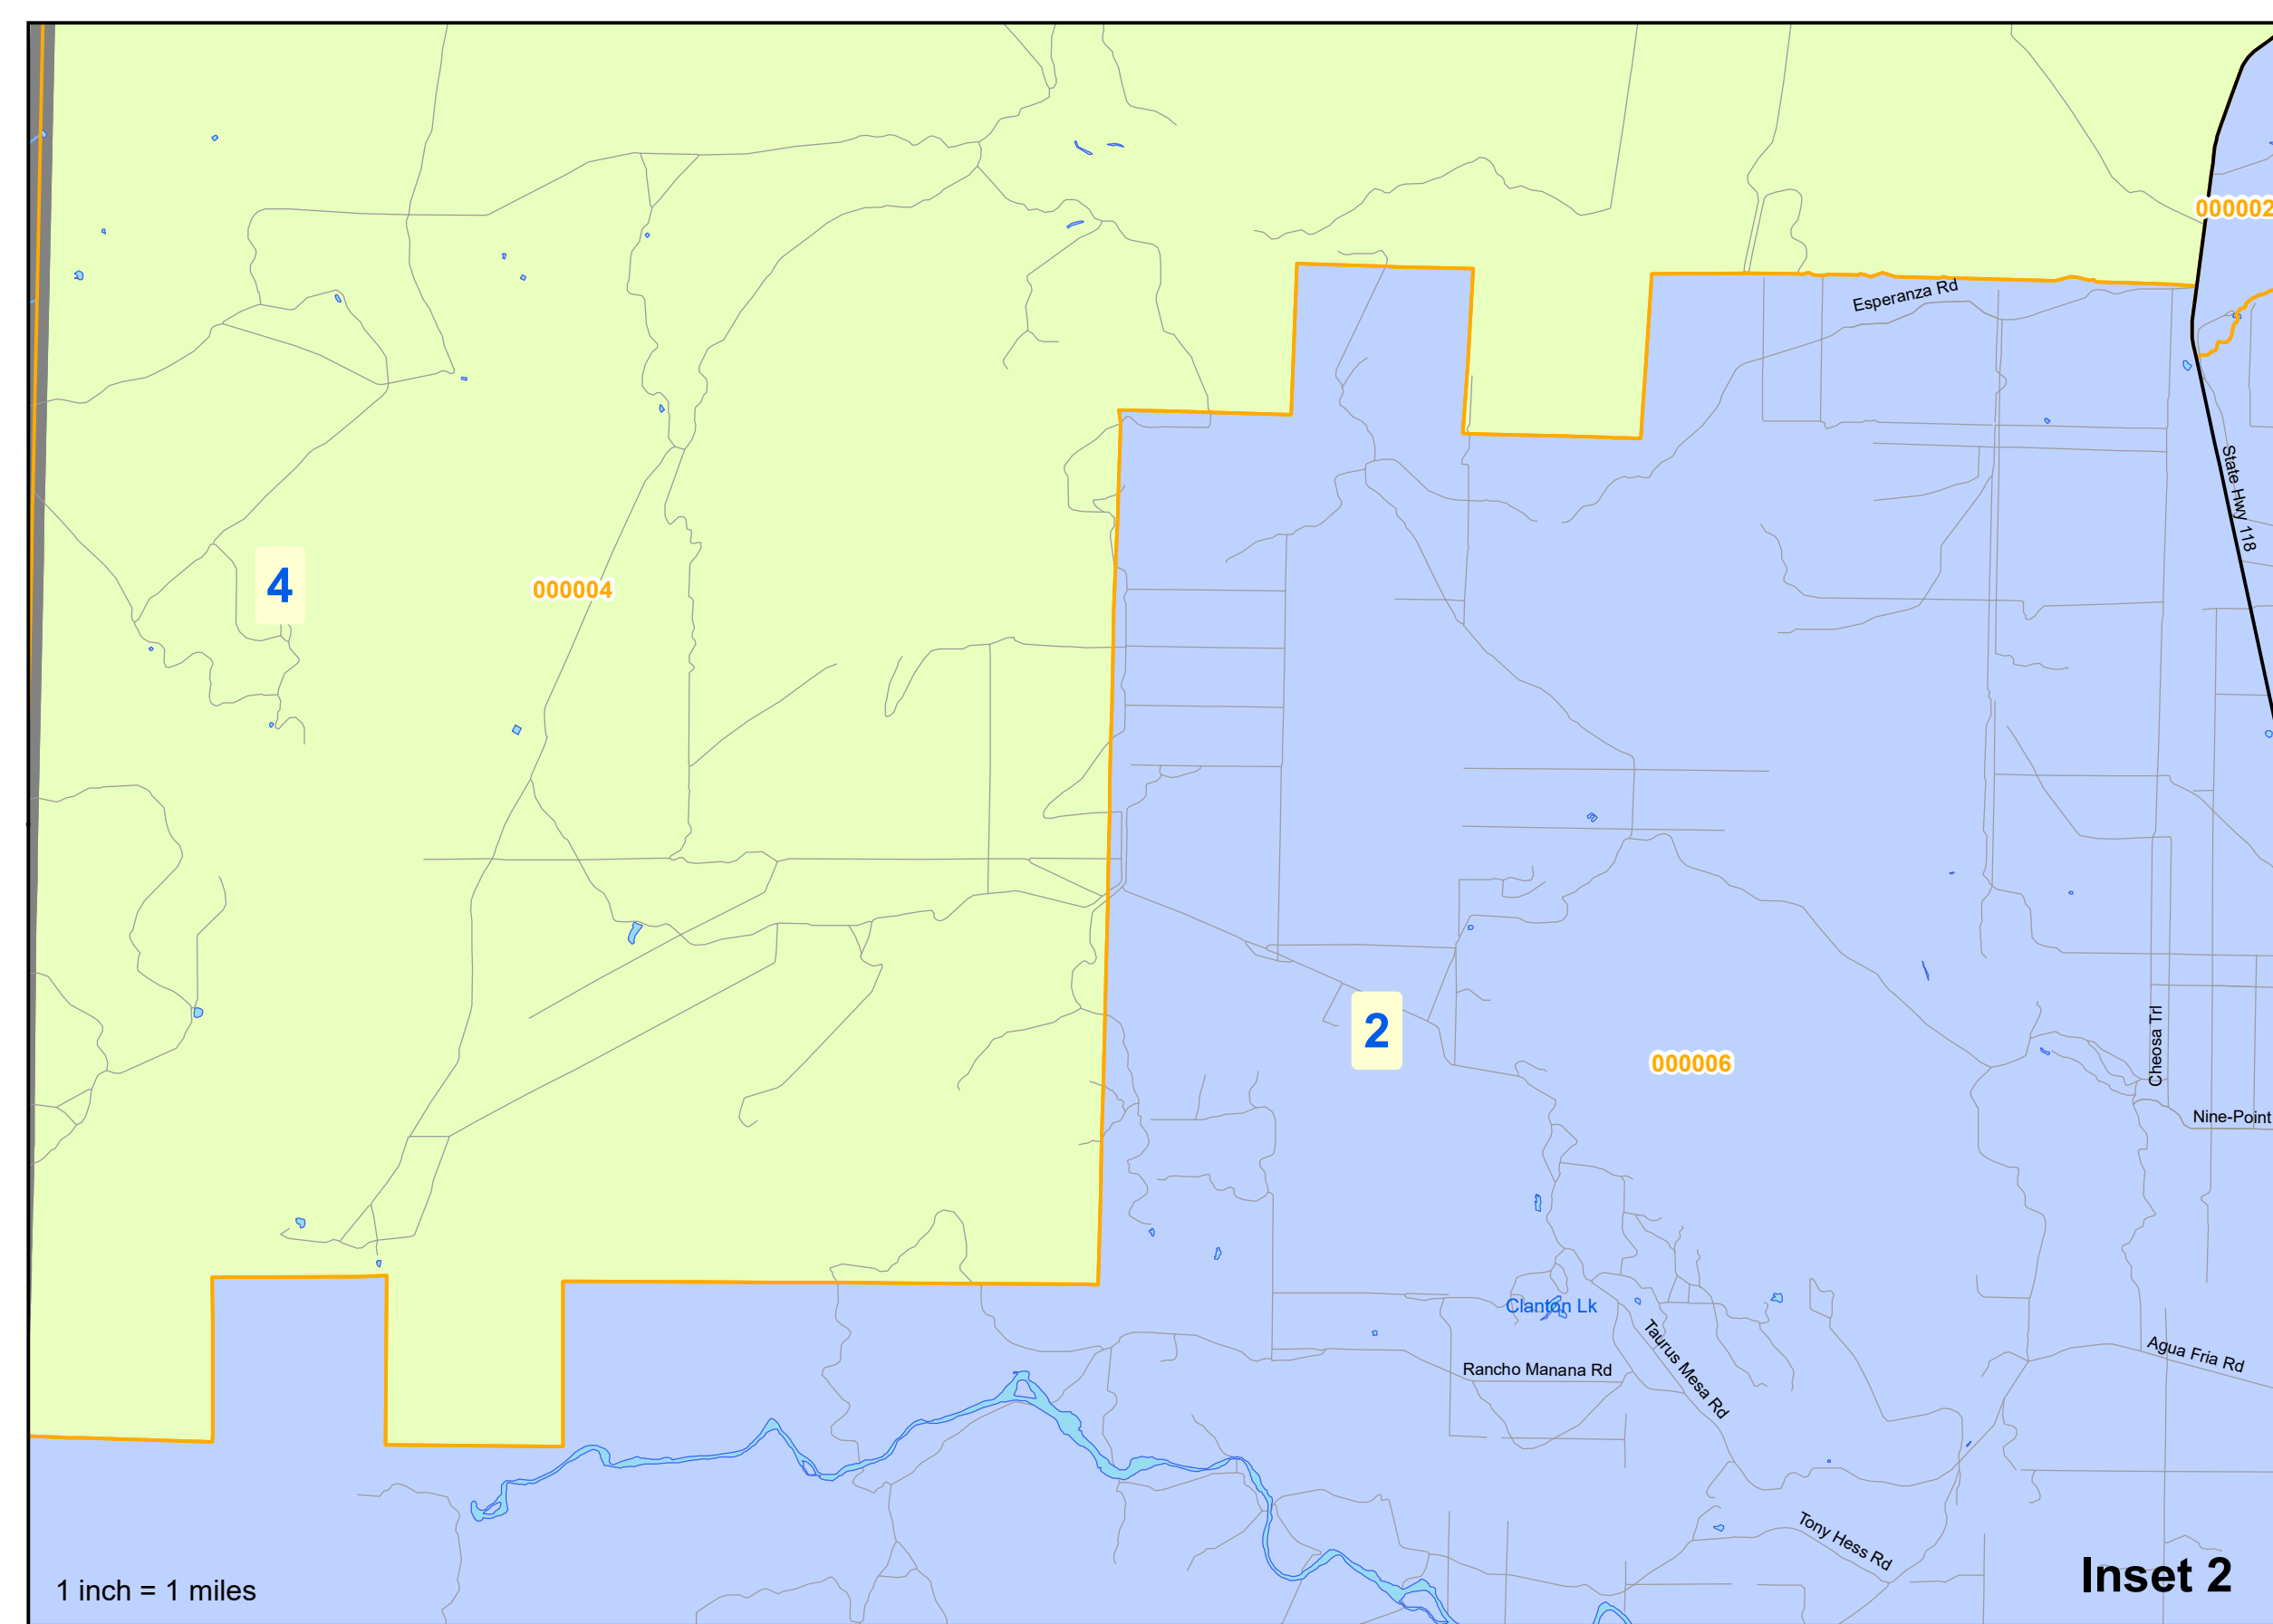 000002
Esperanza Rd
State Hwy 118
4
000004
2
000006
Cheosa Trl
Nine-Point
Clanton Lk
Taurus Mesa Rd
Rancho Manana Rd
Agua Fria Rd
Tony Hess Rd
1 inch = 1 miles
Inset 2